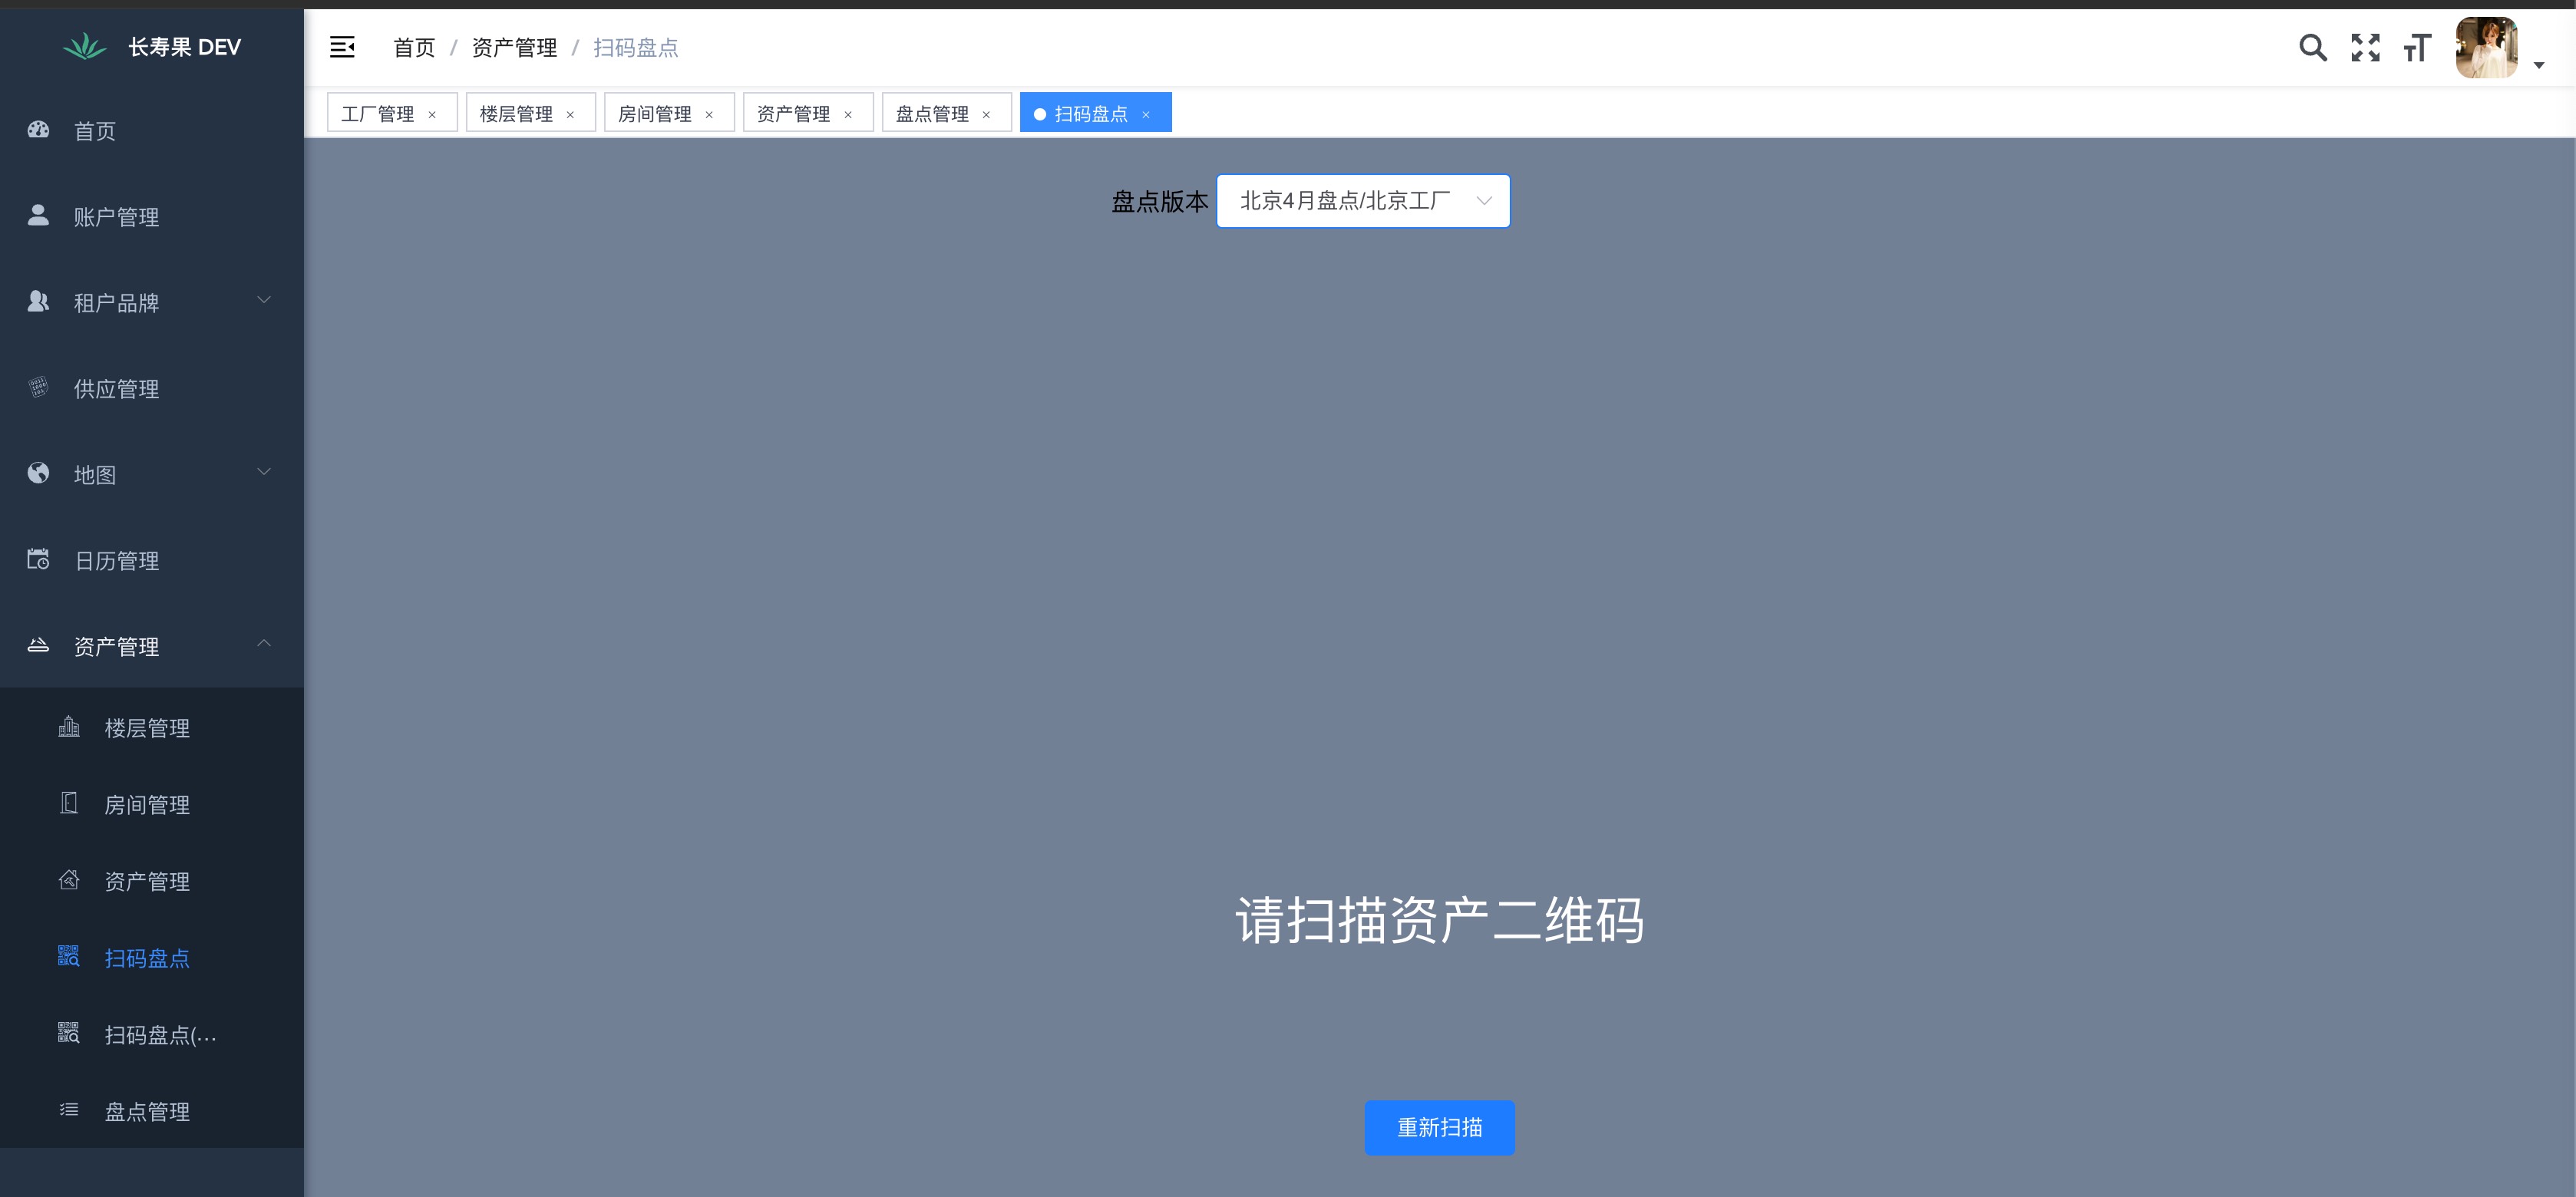 长寿果 DEV
首页 / 资产管理 / 扫码盘点
工厂管理 × 楼层管理 × 房间管理 × 资产管理 × 盘点管理 × 扫码盘点 ×
首页
账户管理
租户品牌
供应管理
地图
日历管理
资产管理
楼层管理
房间管理
资产管理
扫码盘点
扫码盘点(...
盘点管理
盘点版本 北京4月盘点/北京工厂
请扫描资产二维码
重新扫描